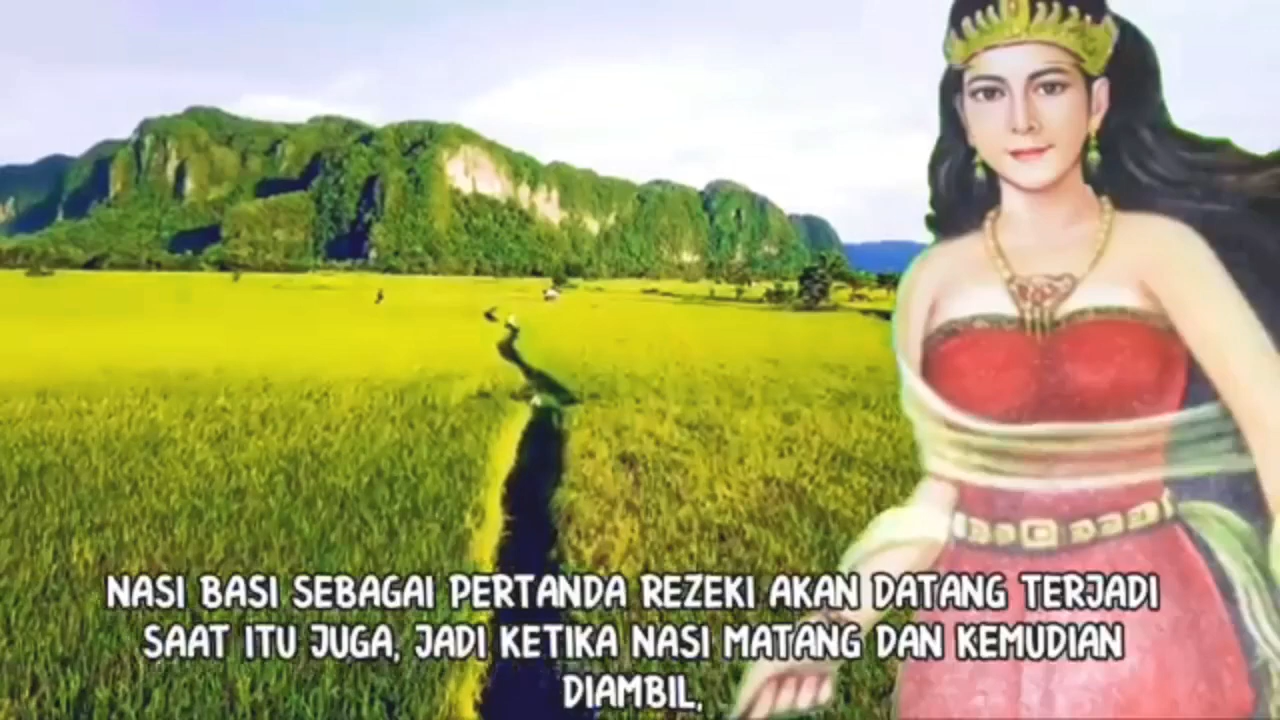 NASI BASI SEBAGAI PERTANDA REZEKI AKAN DATANG TERJADI
SAAT ITU JUGA, JADI KETIKA NASI MATANG DAN KEMUDIAN
DIAMBIL,